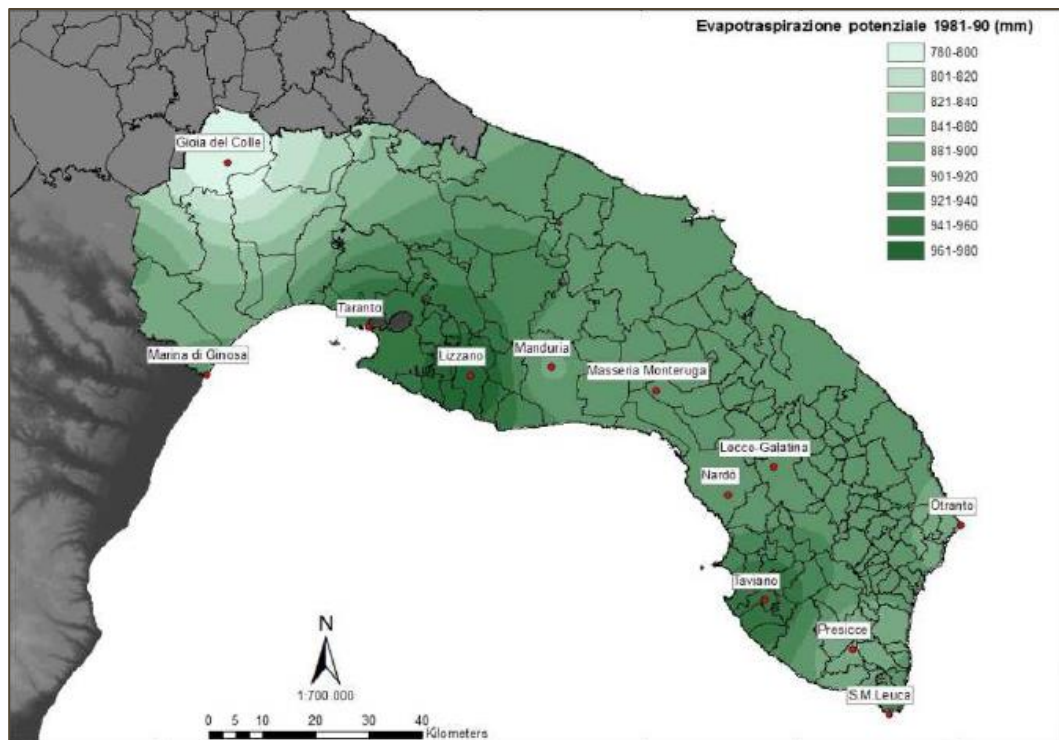 Evapotraspirazione potenziale 1981-90 (mm)
780-800
801-820
821-840
841-880
881-900
901-920
921-940
941-960
961-980
Gioia del Colle
Taranto
Marina di Ginosa
Lizzano
Manduria
Masseria Monteruga
Lecce-Galatina
Nardò
Otranto
Taviano
Presicce
S.M.Leuca
N
1:700.000
0 5 10 20 30 40
Kilometers